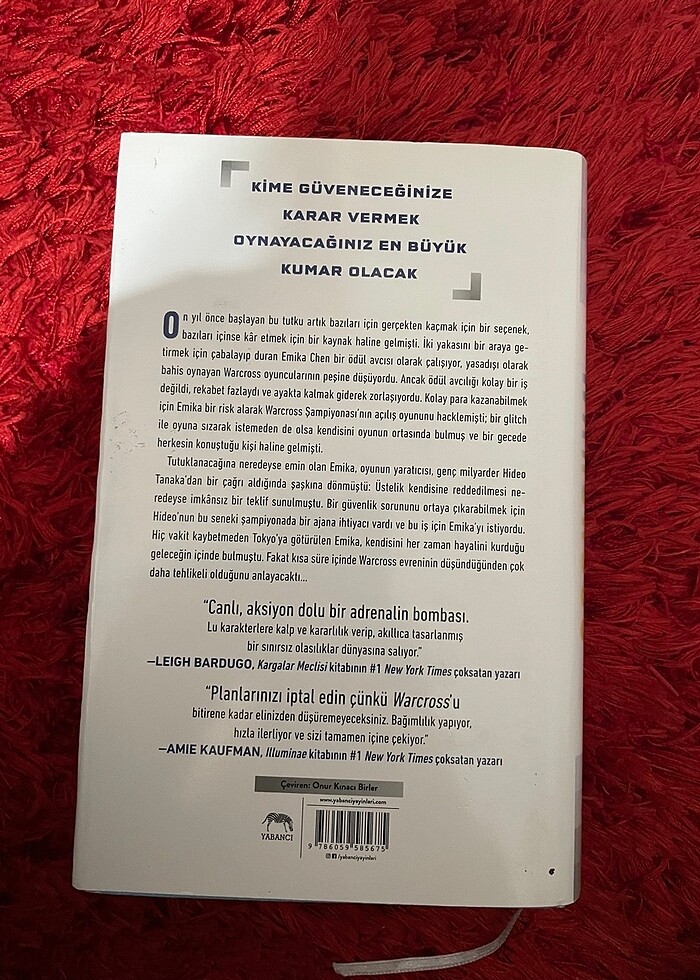 KİME GÜVENECEĞİNİZE
KARAR VERMEK
OYNAYACAĞINIZ EN BÜYÜK
KUMAR OLACAK
On yıl önce başlayan bu tutku artık bazıları için gerçekten kaçmak için bir seçenek,
bazıları içinse kâr etmek için bir kaynak haline gelmişti. İki yakasını bir araya ge-
tirmek için çabalayıp duran Emika Chen bir ödül avcısı olarak çalışıyor, yasadışı olarak
bahis oynayan Warcross oyuncularının peşine düşüyordu. Ancak ödül avcılığı kolay bir iş
değildi, rekabet fazlaydı ve ayakta kalmak giderek zorlaşıyordu. Kolay para kazanabilmek
için Emika bir risk alarak Warcross Şampiyonası'nın açılış oyununu hacklemişti; bir glitch
ile oyuna sızarak istemeden de olsa kendisini oyunun ortasında bulmuş ve bir gecede
herkesin konuştuğu kişi haline gelmişti.
Tutuklanacağına neredeyse emin olan Emika, oyunun yaratıcısı, genç milyarder Hideo
Tanaka'dan bir çağrı aldığında şaşkına dönmüştü: Üstelik kendisine reddedilmesi ne-
redeyse imkânsız bir teklif sunulmuştu. Bir güvenlik sorununu ortaya çıkarabilmek için
Hideo'nun bu seneki şampiyonada bir ajana ihtiyacı vardı ve bu iş için Emika'yı istiyordu.
Hiç vakit kaybetmeden Tokyo'ya götürülen Emika, kendisini her zaman hayalini kurduğu
geleceğin içinde bulmuştu. Fakat kısa süre içinde Warcross evreninin düşündüğünden çok
daha tehlikeli olduğunu anlayacaktı...
"Canlı, aksiyon dolu bir adrenalin bombası.
Lu karakterlere kalp ve kararlılık verip, akıllıca tasarlanmış
bir sınırsız olasılıklar dünyasına salıyor."
—LEIGH BARDUGO, Kargalar Meclisi kitabının #1 New York Times çoksatan yazarı
"Planlarınızı iptal edin çünkü Warcross'u
bitirene kadar elinizden düşüremeyeceksiniz. Bağımlılık yapıyor,
hızla ilerliyor ve sizi tamamen içine çekiyor."
—AMIE KAUFMAN, Illuminae kitabının #1 New York Times çoksatan yazarı
Çeviren: Onur Kınacı Birler
www.yabanciyayinlari.com
YABANCI
9 786059 585675
/yabanciyayinlari